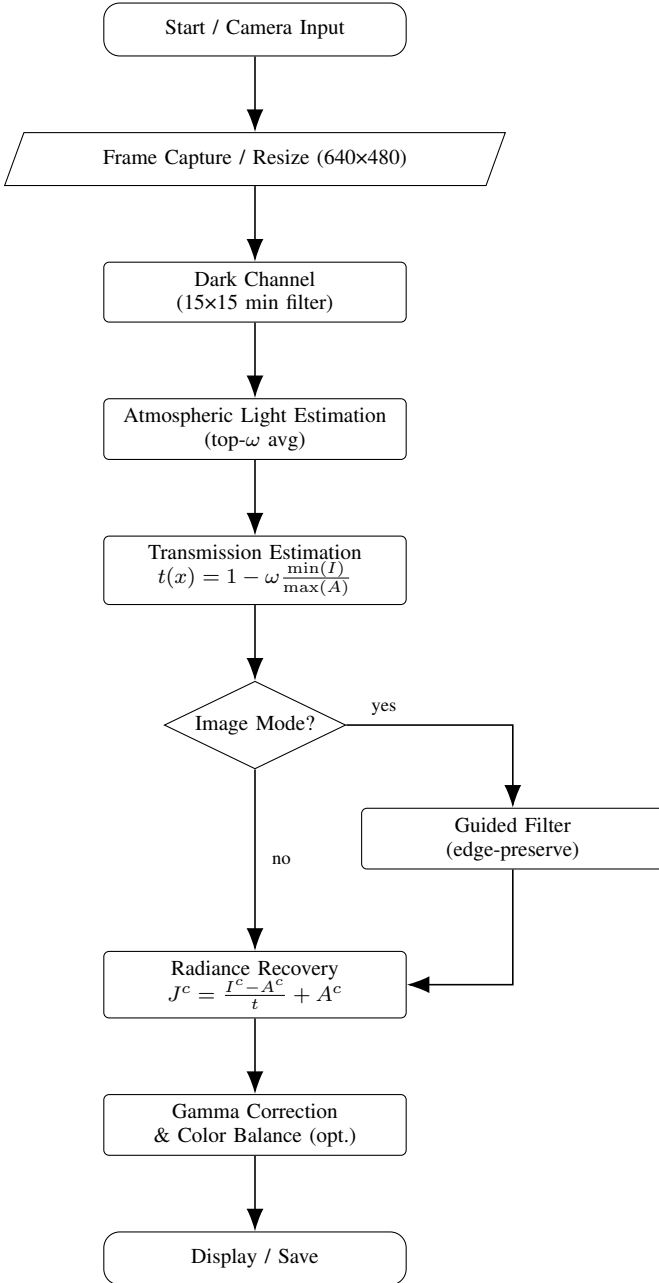 Start / Camera Input
Frame Capture / Resize (640×480)
Dark Channel
(15×15 min filter)
Atmospheric Light Estimation
(top-ω avg)
Transmission Estimation
t(x) = 1 − ω min(I)/max(A)
Image Mode?
yes
Guided Filter
(edge-preserve)
no
Radiance Recovery
J^c = (I^c−A^c)/t + A^c
Gamma Correction
& Color Balance (opt.)
Display / Save